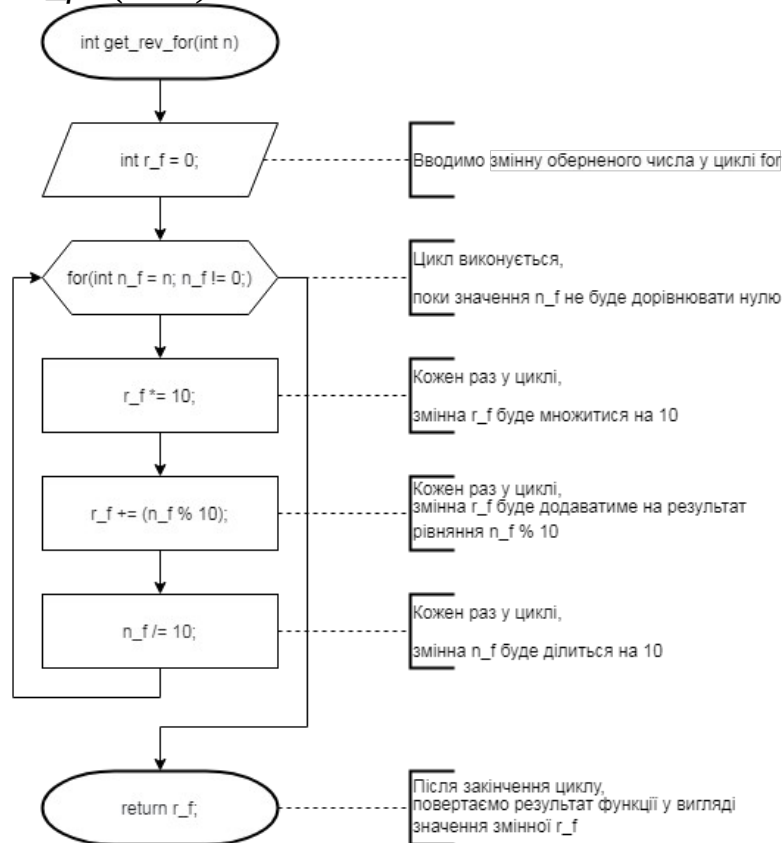 int get_rev_for(int n)
int r_f = 0;
Вводимо змінну оберненого числа у циклі for
for(int n_f = n; n_f != 0;)
Цикл виконується,
поки значення n_f не буде дорівнювати нулю
r_f *= 10;
Кожен раз у циклі,
змінна r_f буде множитися на 10
r_f += (n_f % 10);
Кожен раз у циклі,
змінна r_f буде додаватиме на результат
рівняння n_f % 10
n_f /= 10;
Кожен раз у циклі,
змінна n_f буде ділиться на 10
return r_f;
Після закінчення циклу,
повертаємо результат функції у вигляді
значення змінної r_f